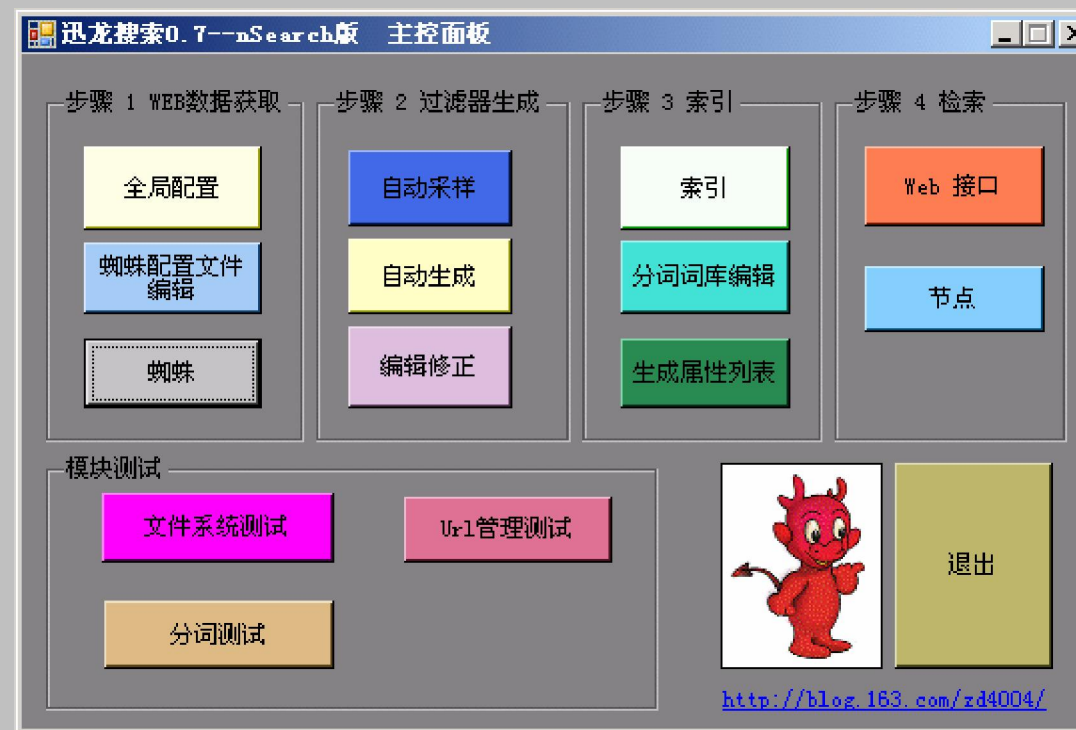 迅龙搜索0.7--nSearch版 主控面板
步骤 1 WEB数据获取
全局配置
蜘蛛配置文件
编辑
蜘蛛
步骤 2 过滤器生成
自动采样
自动生成
编辑修正
步骤 3 索引
索引
分词词库编辑
生成属性列表
步骤 4 检索
Web 接口
节点
模块测试
文件系统测试
Url管理测试
分词测试
退出
http://blog.163.com/zd4004/